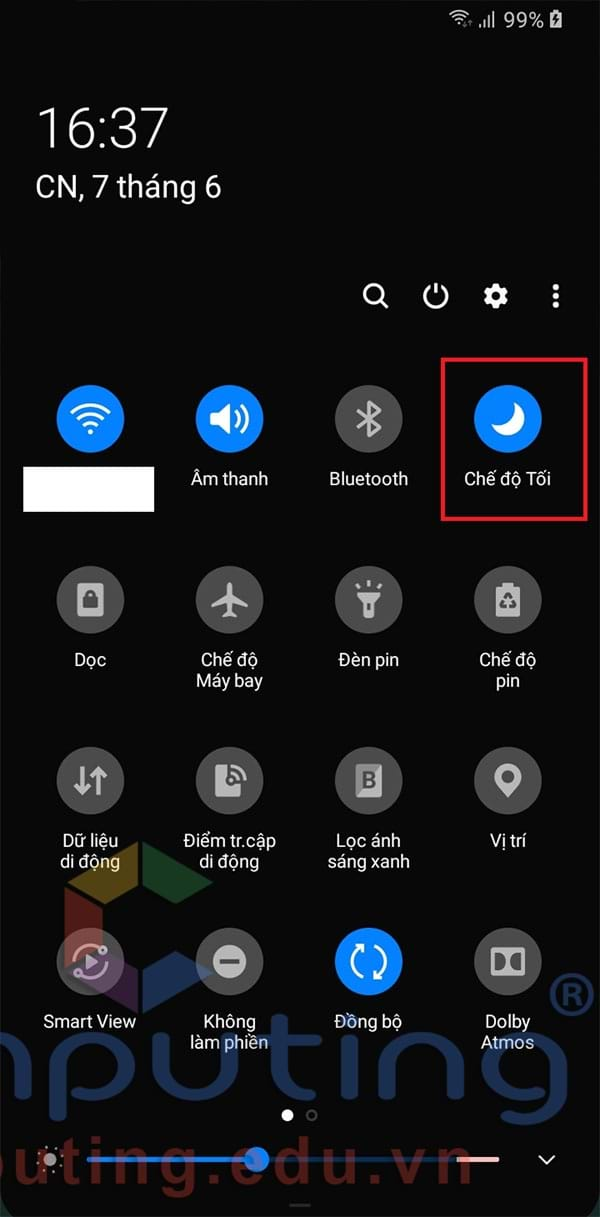 99%
16:37
CN, 7 tháng 6
Âm thanh
Bluetooth
Chế độ Tối
Dọc
Chế độ
Máy bay
Đèn pin
Chế độ
pin
Dữ liệu
di động
Điểm tr.cập
di động
Lọc ánh
sáng xanh
B
Vị trí
Smart View
Không
làm phiền
Đồng bộ
Dolby
Atmos
®
mputing
puting.edu.vn